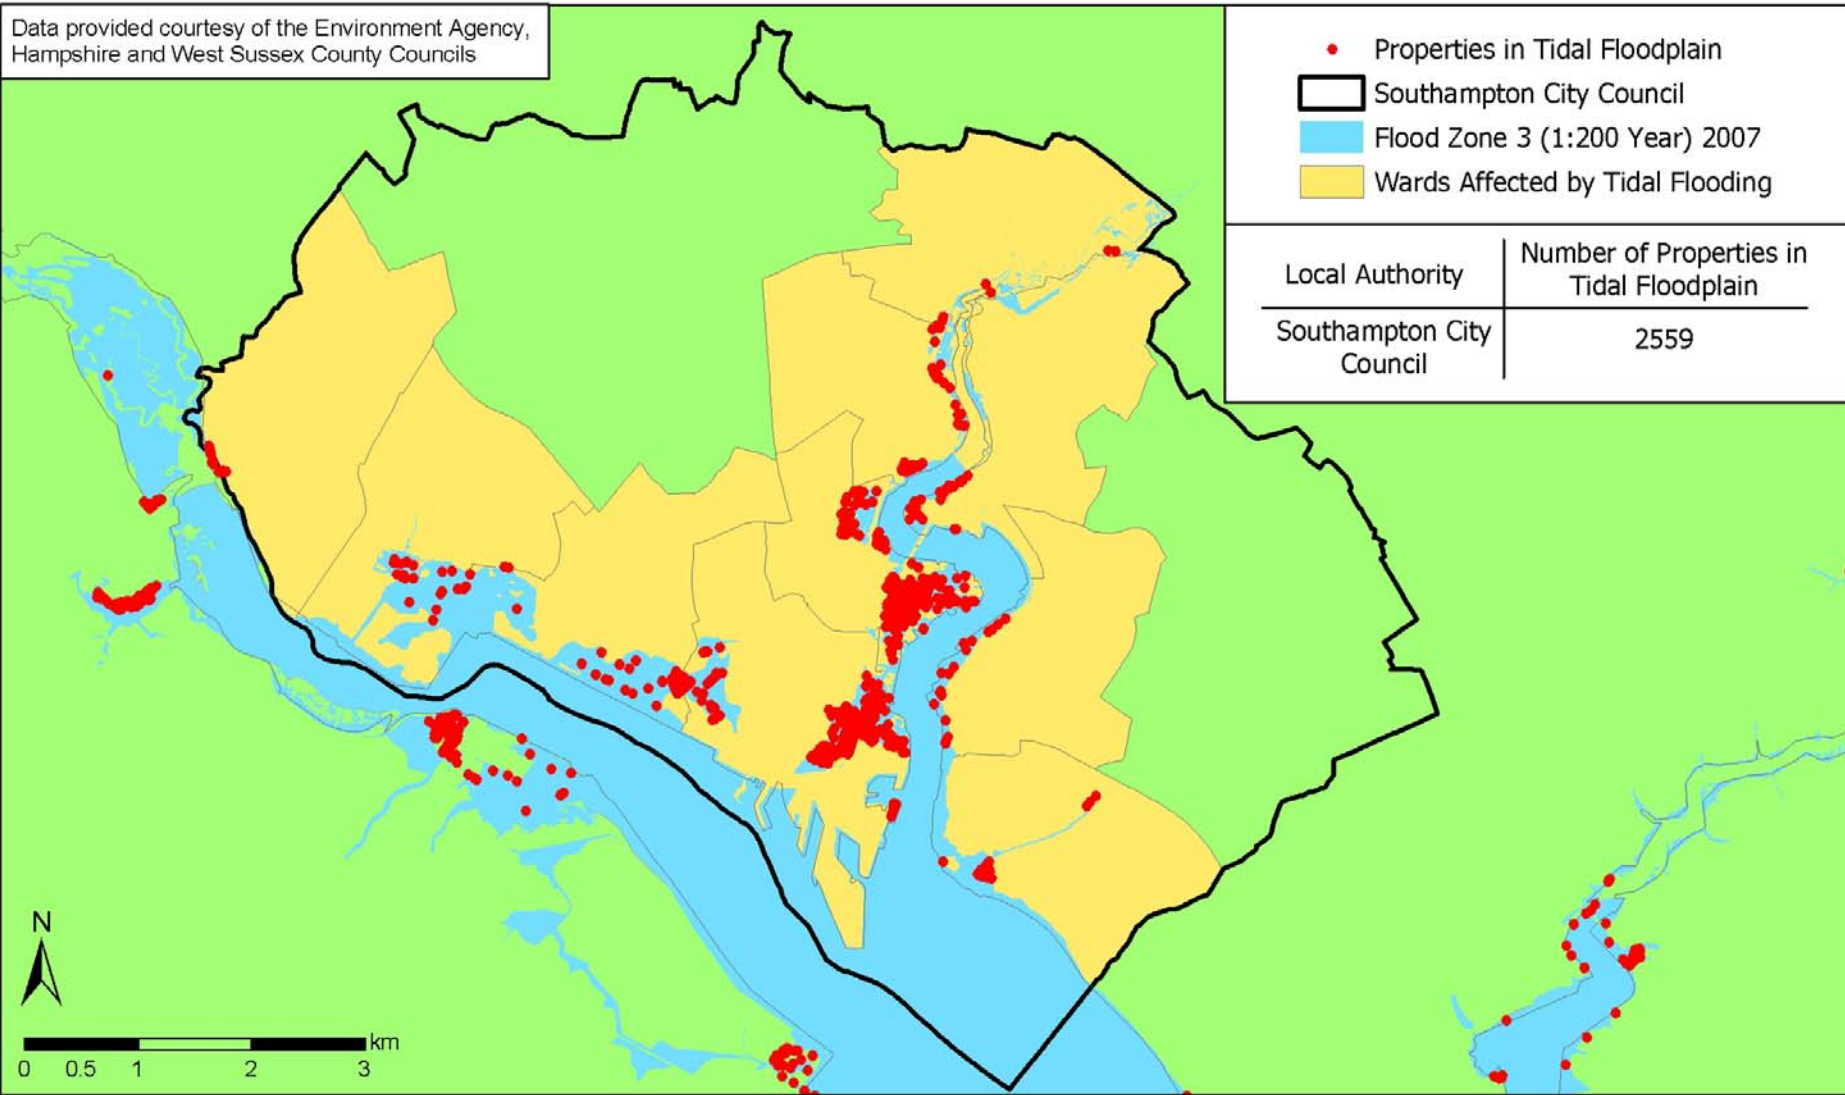 Data provided courtesy of the Environment Agency,
Hampshire and West Sussex County Councils
Properties in Tidal Floodplain
Southampton City Council
Flood Zone 3 (1:200 Year) 2007
Wards Affected by Tidal Flooding
Local Authority
Number of Properties in
Tidal Floodplain
Southampton City
Council
2559
N
km
0 0.5 1 2 3